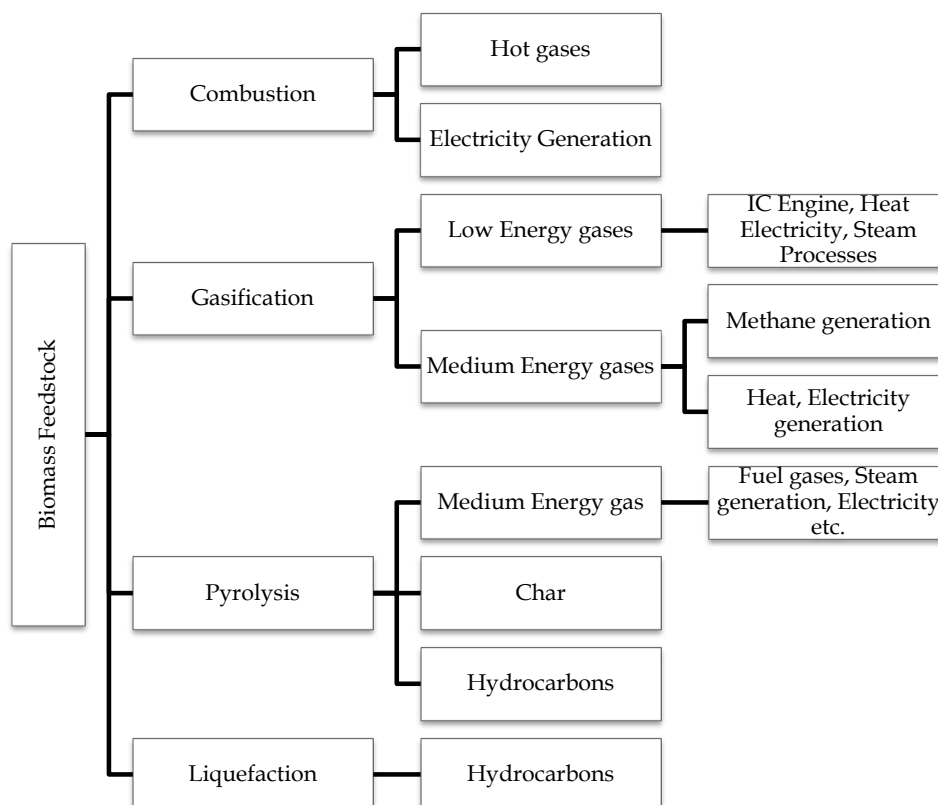 Biomass Feedstock
Combustion
Hot gases
Electricity Generation
Gasification
Low Energy gases
IC Engine, Heat
Electricity, Steam
Processes
Medium Energy gases
Methane generation
Heat, Electricity
generation
Pyrolysis
Medium Energy gas
Fuel gases, Steam
generation, Electricity
etc.
Char
Hydrocarbons
Liquefaction
Hydrocarbons